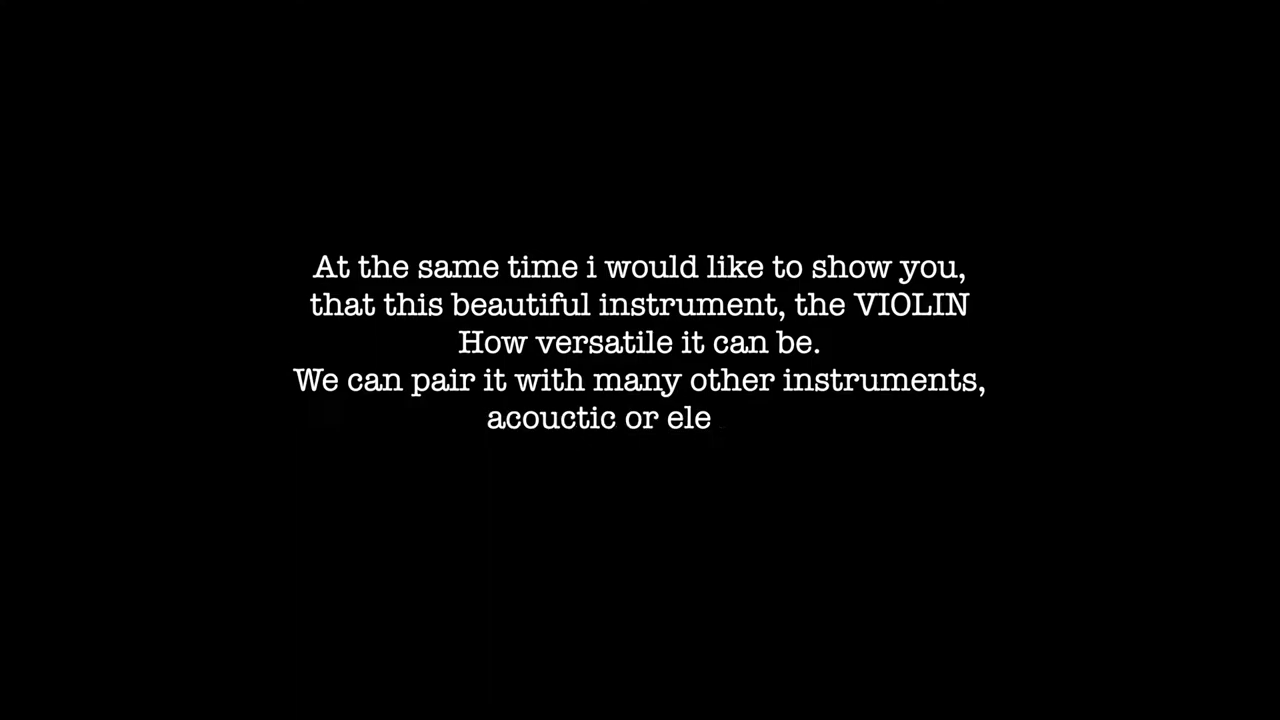 At the same time i would like to show you,
that this beautiful instrument, the VIOLIN
How versatile it can be.
We can pair it with many other instruments,
acouctic or ele